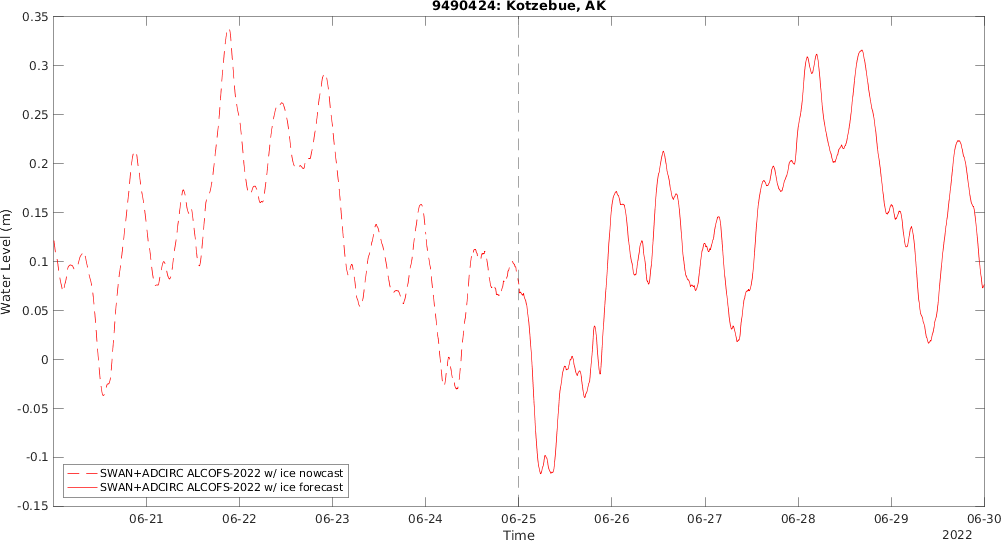 9490424: Kotzebue, AK
0.35
0.3
0.25
0.2
0.15
0.1
0.05
0
-0.05
-0.1
-0.15
Water Level (m)
SWAN+ADCIRC ALCOFS-2022 w/ ice nowcast
SWAN+ADCIRC ALCOFS-2022 w/ ice forecast
06-21 06-22 06-23 06-24 06-25 06-26 06-27 06-28 06-29 06-30
Time
2022